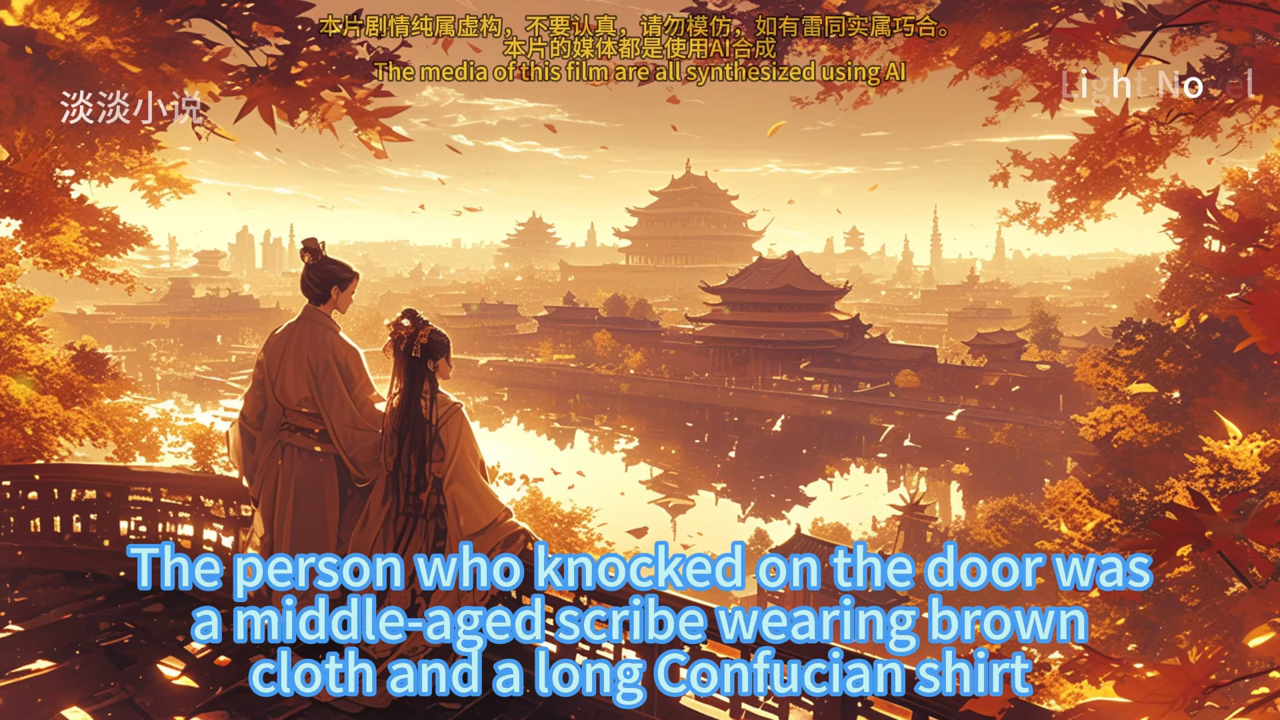 本片剧情纯属虚构，不要认真，请勿模仿，如有雷同实属巧合。
本片的媒体都是使用AI合成
The media of this film are all synthesized using AI
淡淡小说
Light Novel
The person who knocked on the door was
a middle-aged scribe wearing brown
cloth and a long Confucian shirt